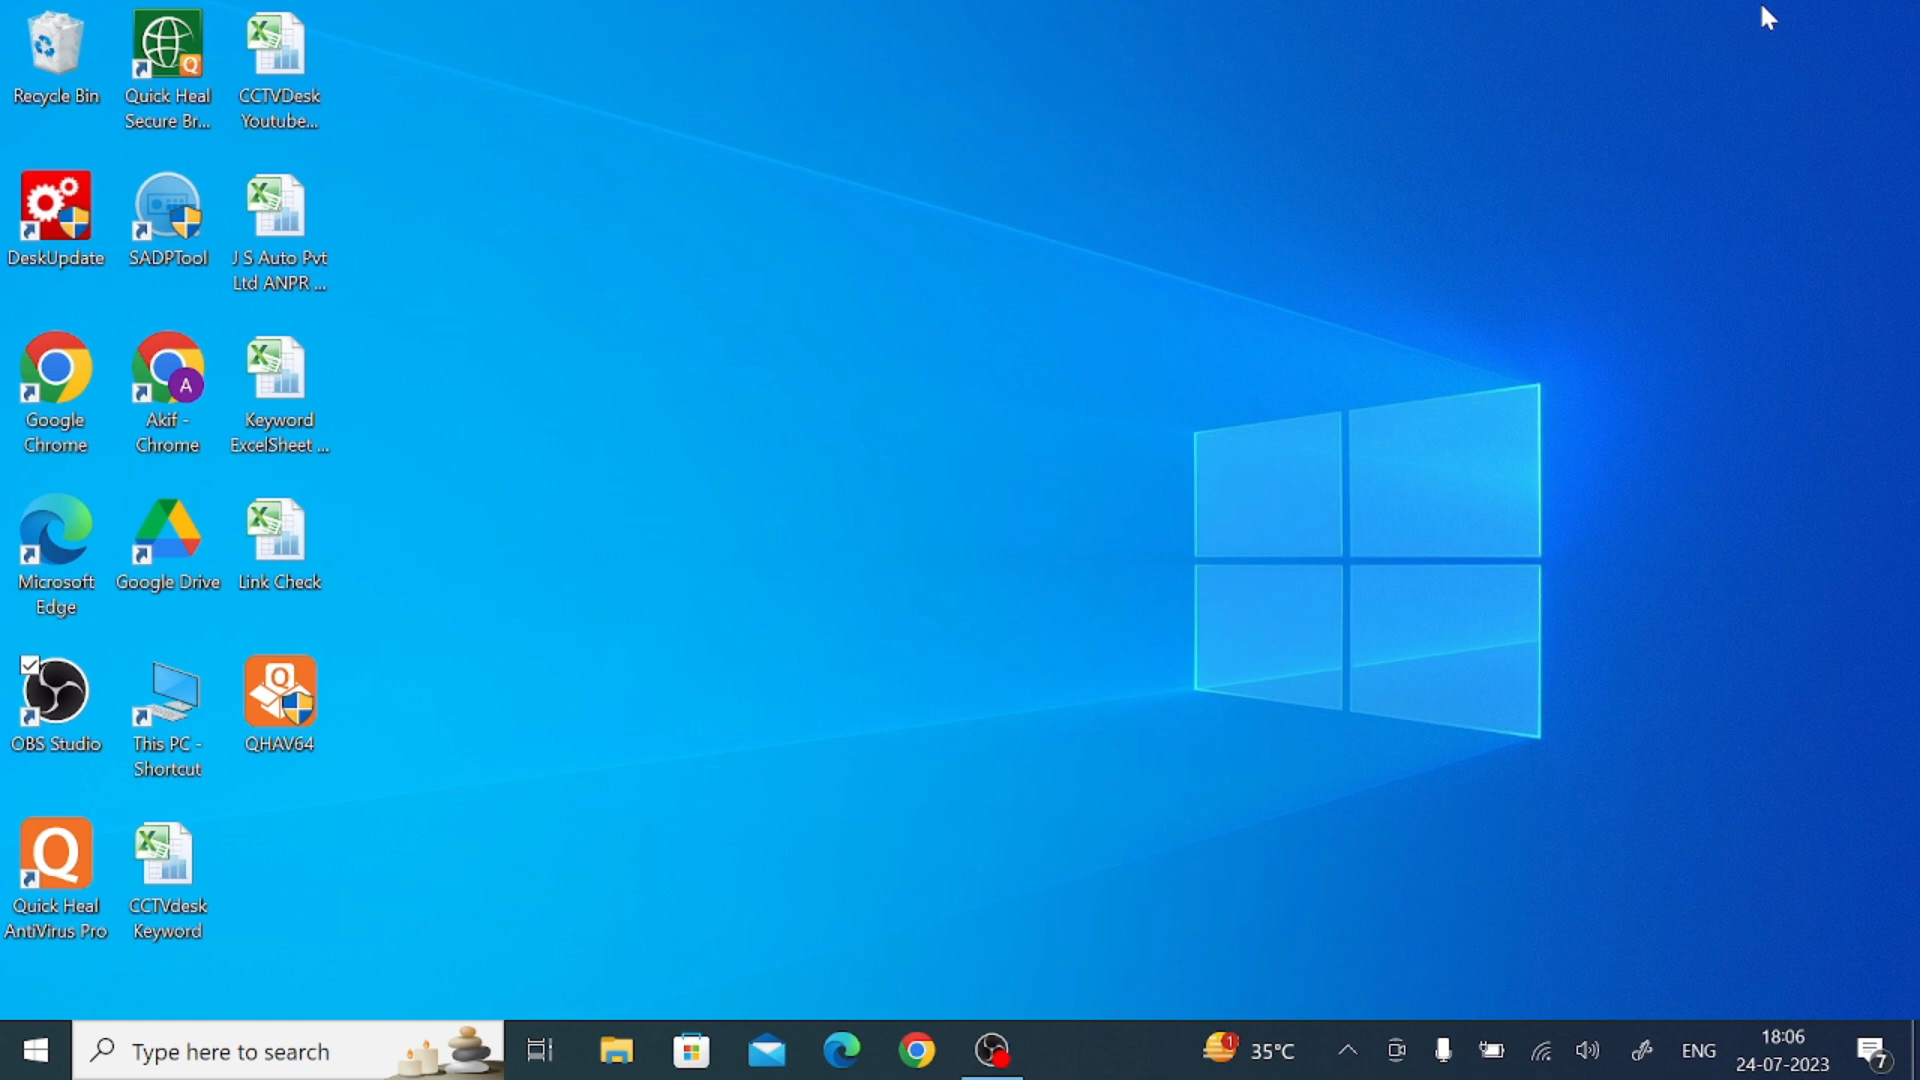 Recycle Bin
Quick Heal
Secure Br...
CCTVDesk
Youtube...
DeskUpdate
SADPTool
J S Auto Pvt
Ltd ANPR ...
Google
Chrome
A
Akif -
Chrome
Keyword
ExcelSheet ...
Microsoft
Edge
Google Drive
Link Check
OBS Studio
This PC -
Shortcut
Q
QHAV64
Q
Quick Heal
AntiVirus Pro
CCTVdesk
Keyword
Type here to search
1
35°C
ENG
18:06
24-07-2023
7